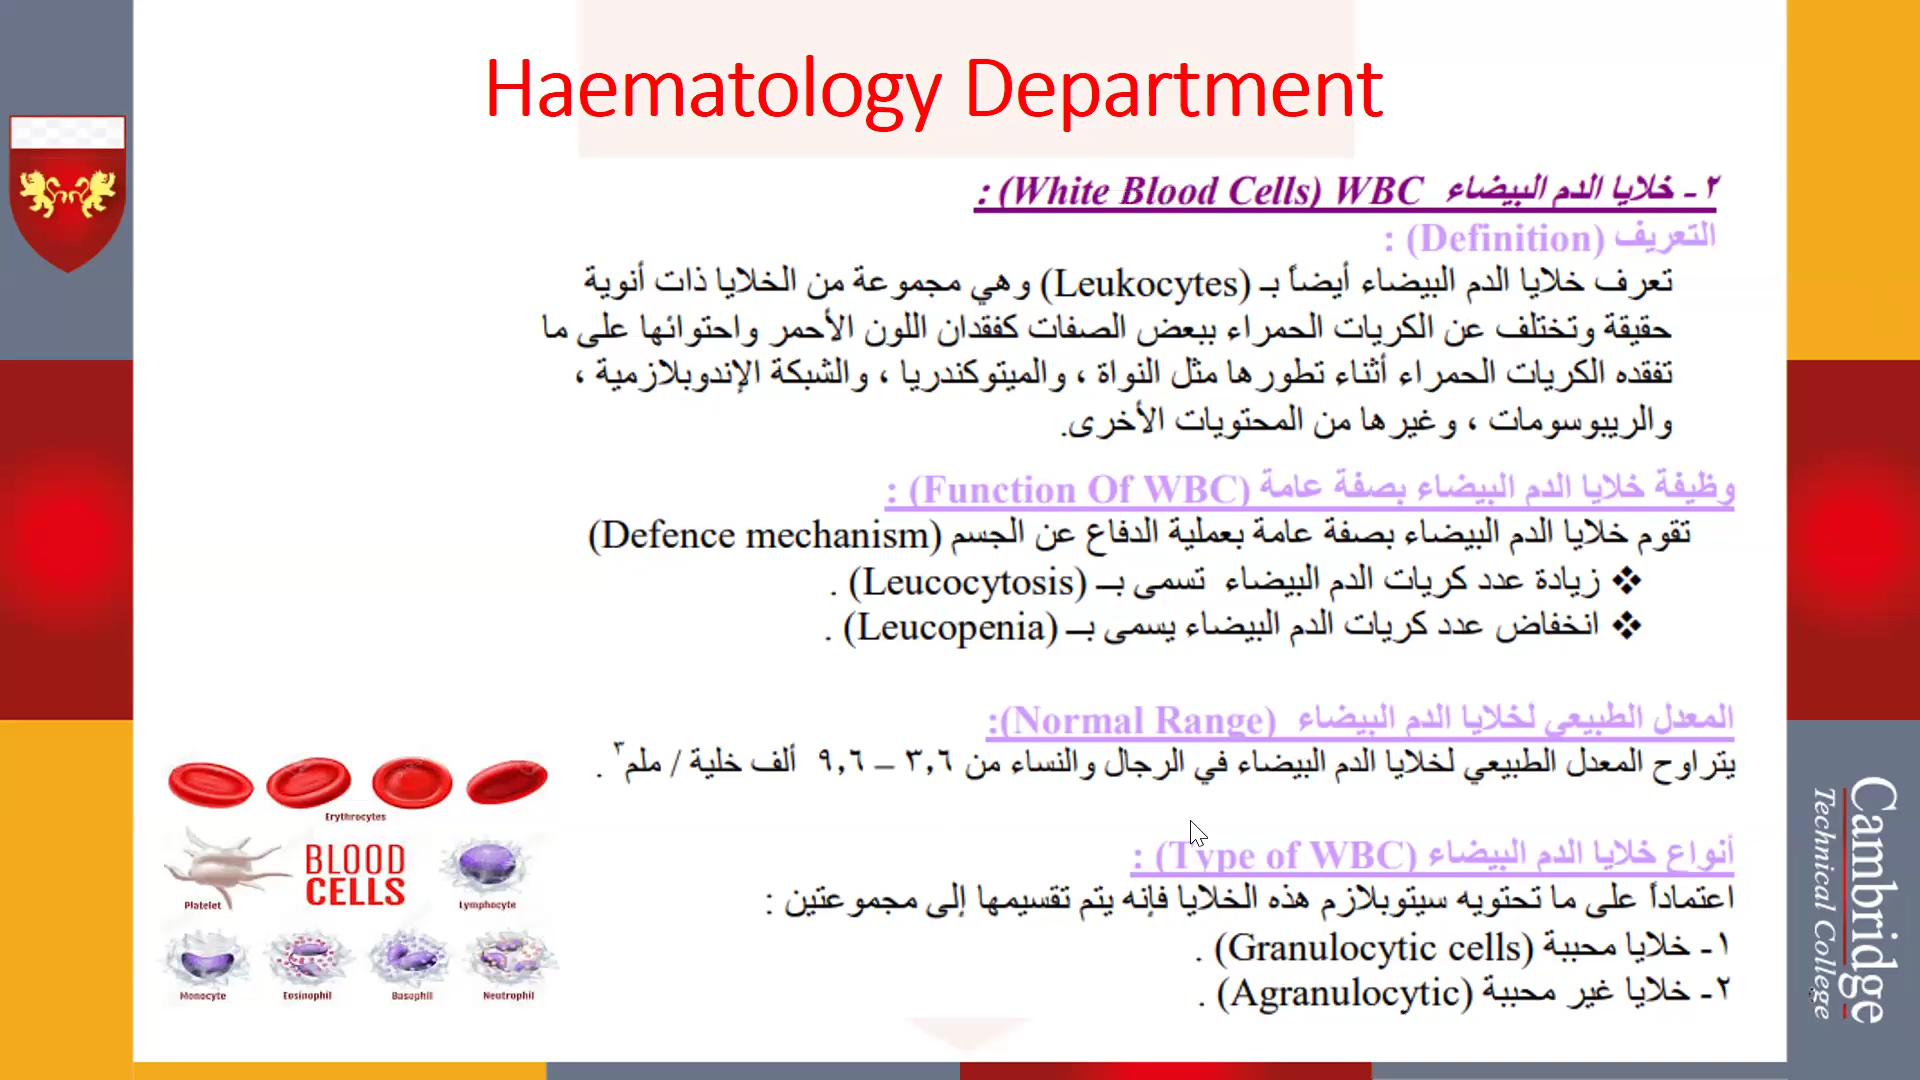 Haematology Department
٢- خلايا الدم البيضاء WBC (White Blood Cells) :
التعريف (Definition) :
تعرف خلايا الدم البيضاء أيضاً بـ (Leukocytes) وهي مجموعة من الخلايا ذات أنوية
حقيقة وتختلف عن الكريات الحمراء ببعض الصفات كفقدان اللون الأحمر واحتوائها على ما
تفقده الكريات الحمراء أثناء تطورها مثل النواة ، والميتوكندريا ، والشبكة الإندوبلازمية ،
والريبوسومات ، وغيرها من المحتويات الأخرى.
وظيفة خلايا الدم البيضاء بصفة عامة (Function Of WBC) :
تقوم خلايا الدم البيضاء بصفة عامة بعملية الدفاع عن الجسم (Defence mechanism)
❖ زيادة عدد كريات الدم البيضاء تسمى بــ (Leucocytosis) .
❖ انخفاض عدد كريات الدم البيضاء يسمى بــ (Leucopenia) .
المعدل الطبيعي لخلايا الدم البيضاء (Normal Range):
يتراوح المعدل الطبيعي لخلايا الدم البيضاء في الرجال والنساء من ٣,٦ – ٩,٦ ألف خلية / ملم٣ .
أنواع خلايا الدم البيضاء (Type of WBC) :
اعتماداً على ما تحتويه سيتوبلازم هذه الخلايا فإنه يتم تقسيمها إلى مجموعتين :
١- خلايا محببة (Granulocytic cells) .
٢- خلايا غير محببة (Agranulocytic) .
Erythrocytes
BLOOD
CELLS
Platelet
Lymphocyte
Monocyte
Eosinophil
Basophil
Neutrophil
Cambridge
Technical College